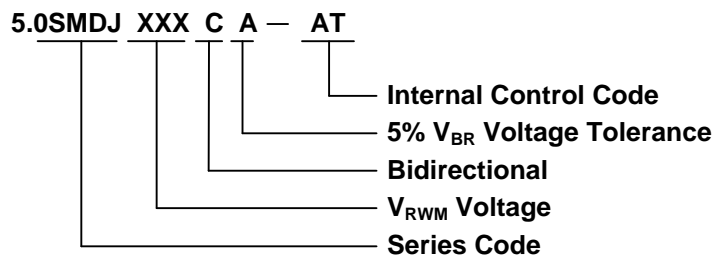 5.0SMDJ XXX C A — AT
Internal Control Code
5% VBR Voltage Tolerance
Bidirectional
VRWM Voltage
Series Code